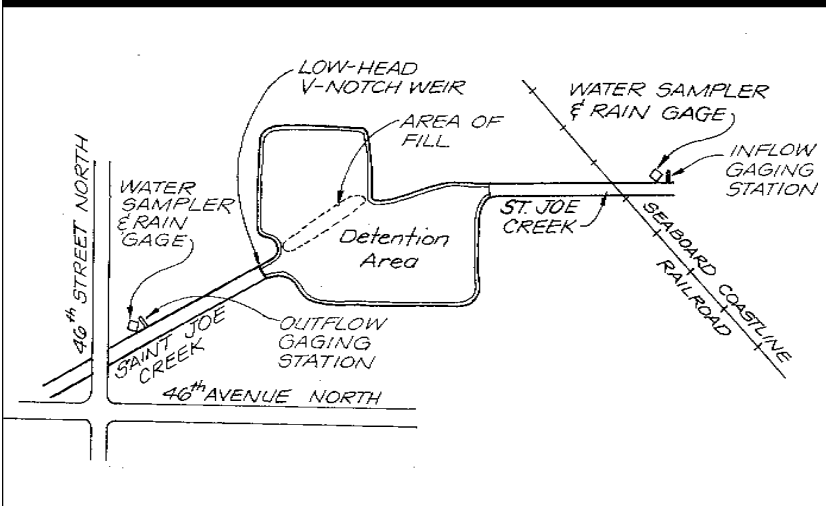 LOW-HEAD
V-NOTCH WEIR
AREA OF
FILL
WATER SAMPLER
& RAIN GAGE
INFLOW
GAGING
STATION
46th STREET NORTH
WATER
SAMPLER
& RAIN
GAGE
Detention
Area
ST. JOE
CREEK
SEABOARD COASTLINE
RAILROAD
SAINT JOE
CREEK
OUTFLOW
GAGING
STATION
46th AVENUE NORTH